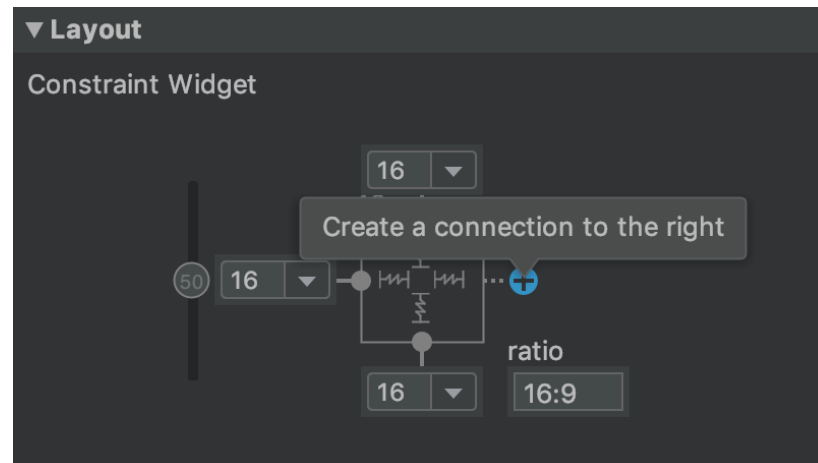 Layout
Constraint Widget
16
Create a connection to the right
50
16
ratio
16
16:9